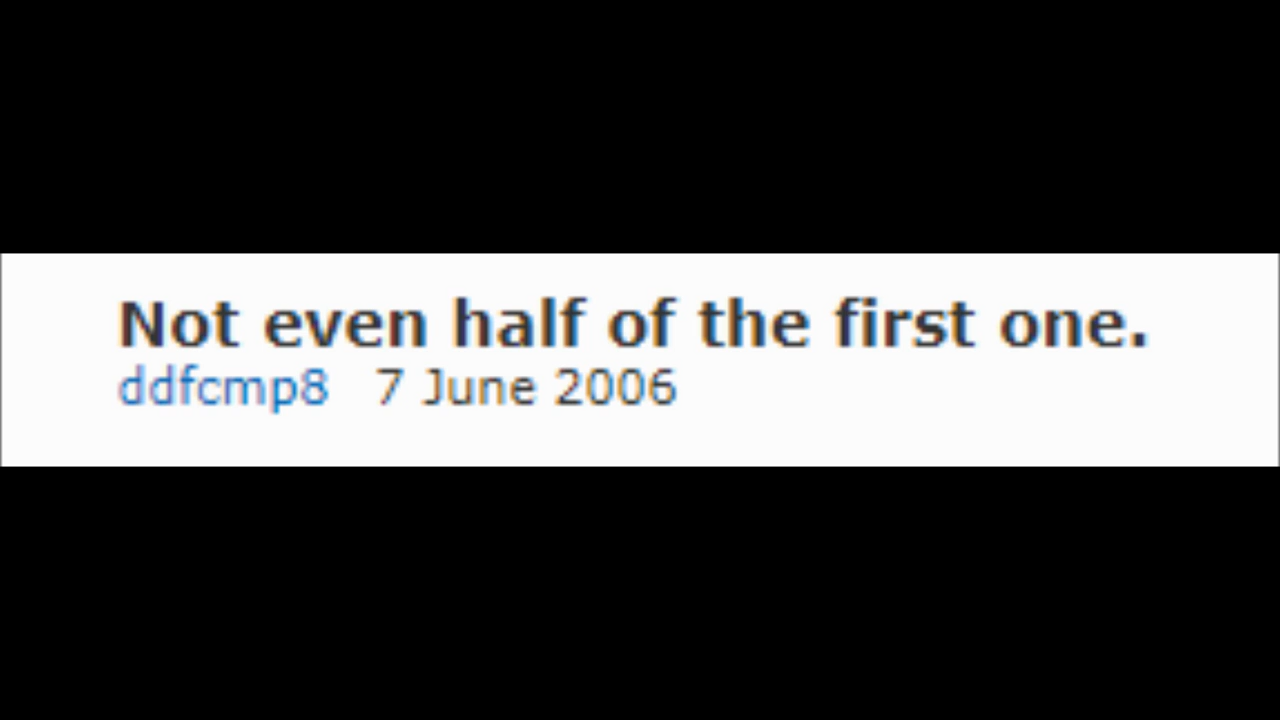 Not even half of the first one.
ddfcmp8 7 June 2006